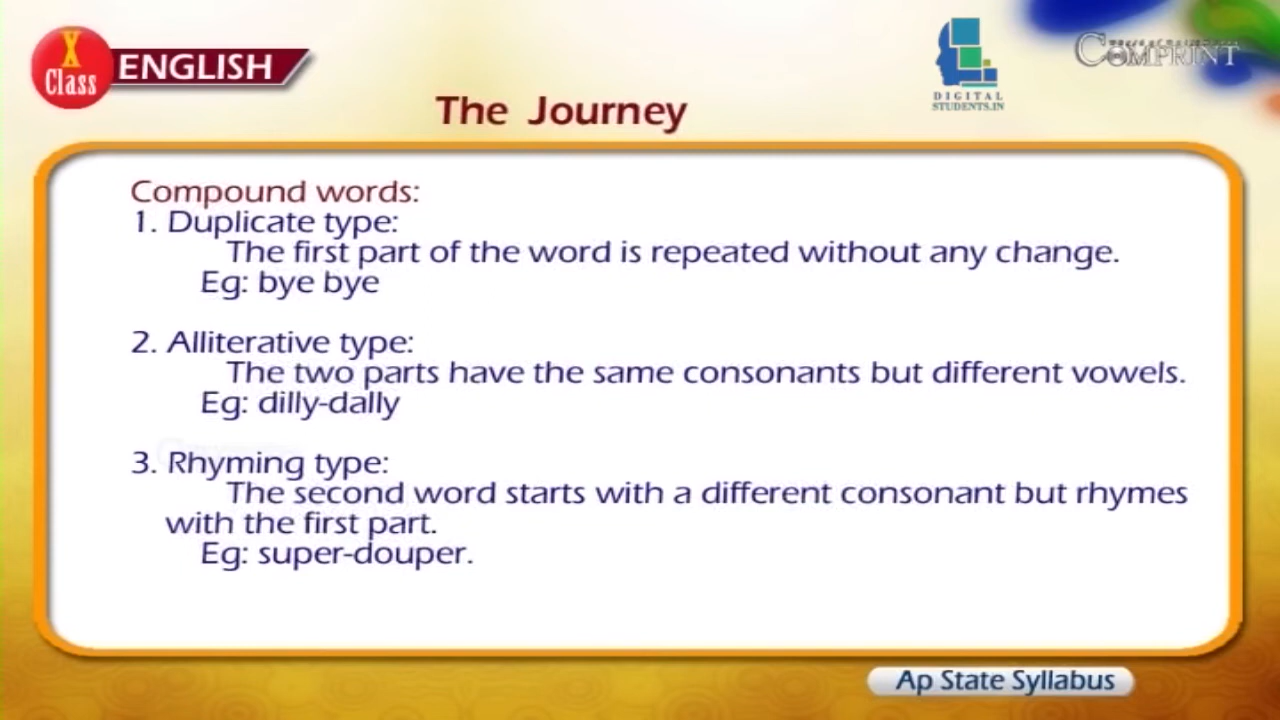 X
Class
ENGLISH
DIGITAL
STUDENTS.IN
COMPRINT
The Journey
Compound words:
1. Duplicate type:
The first part of the word is repeated without any change.
Eg: bye bye
2. Alliterative type:
The two parts have the same consonants but different vowels.
Eg: dilly-dally
3. Rhyming type:
The second word starts with a different consonant but rhymes
with the first part.
Eg: super-douper.
Ap State Syllabus